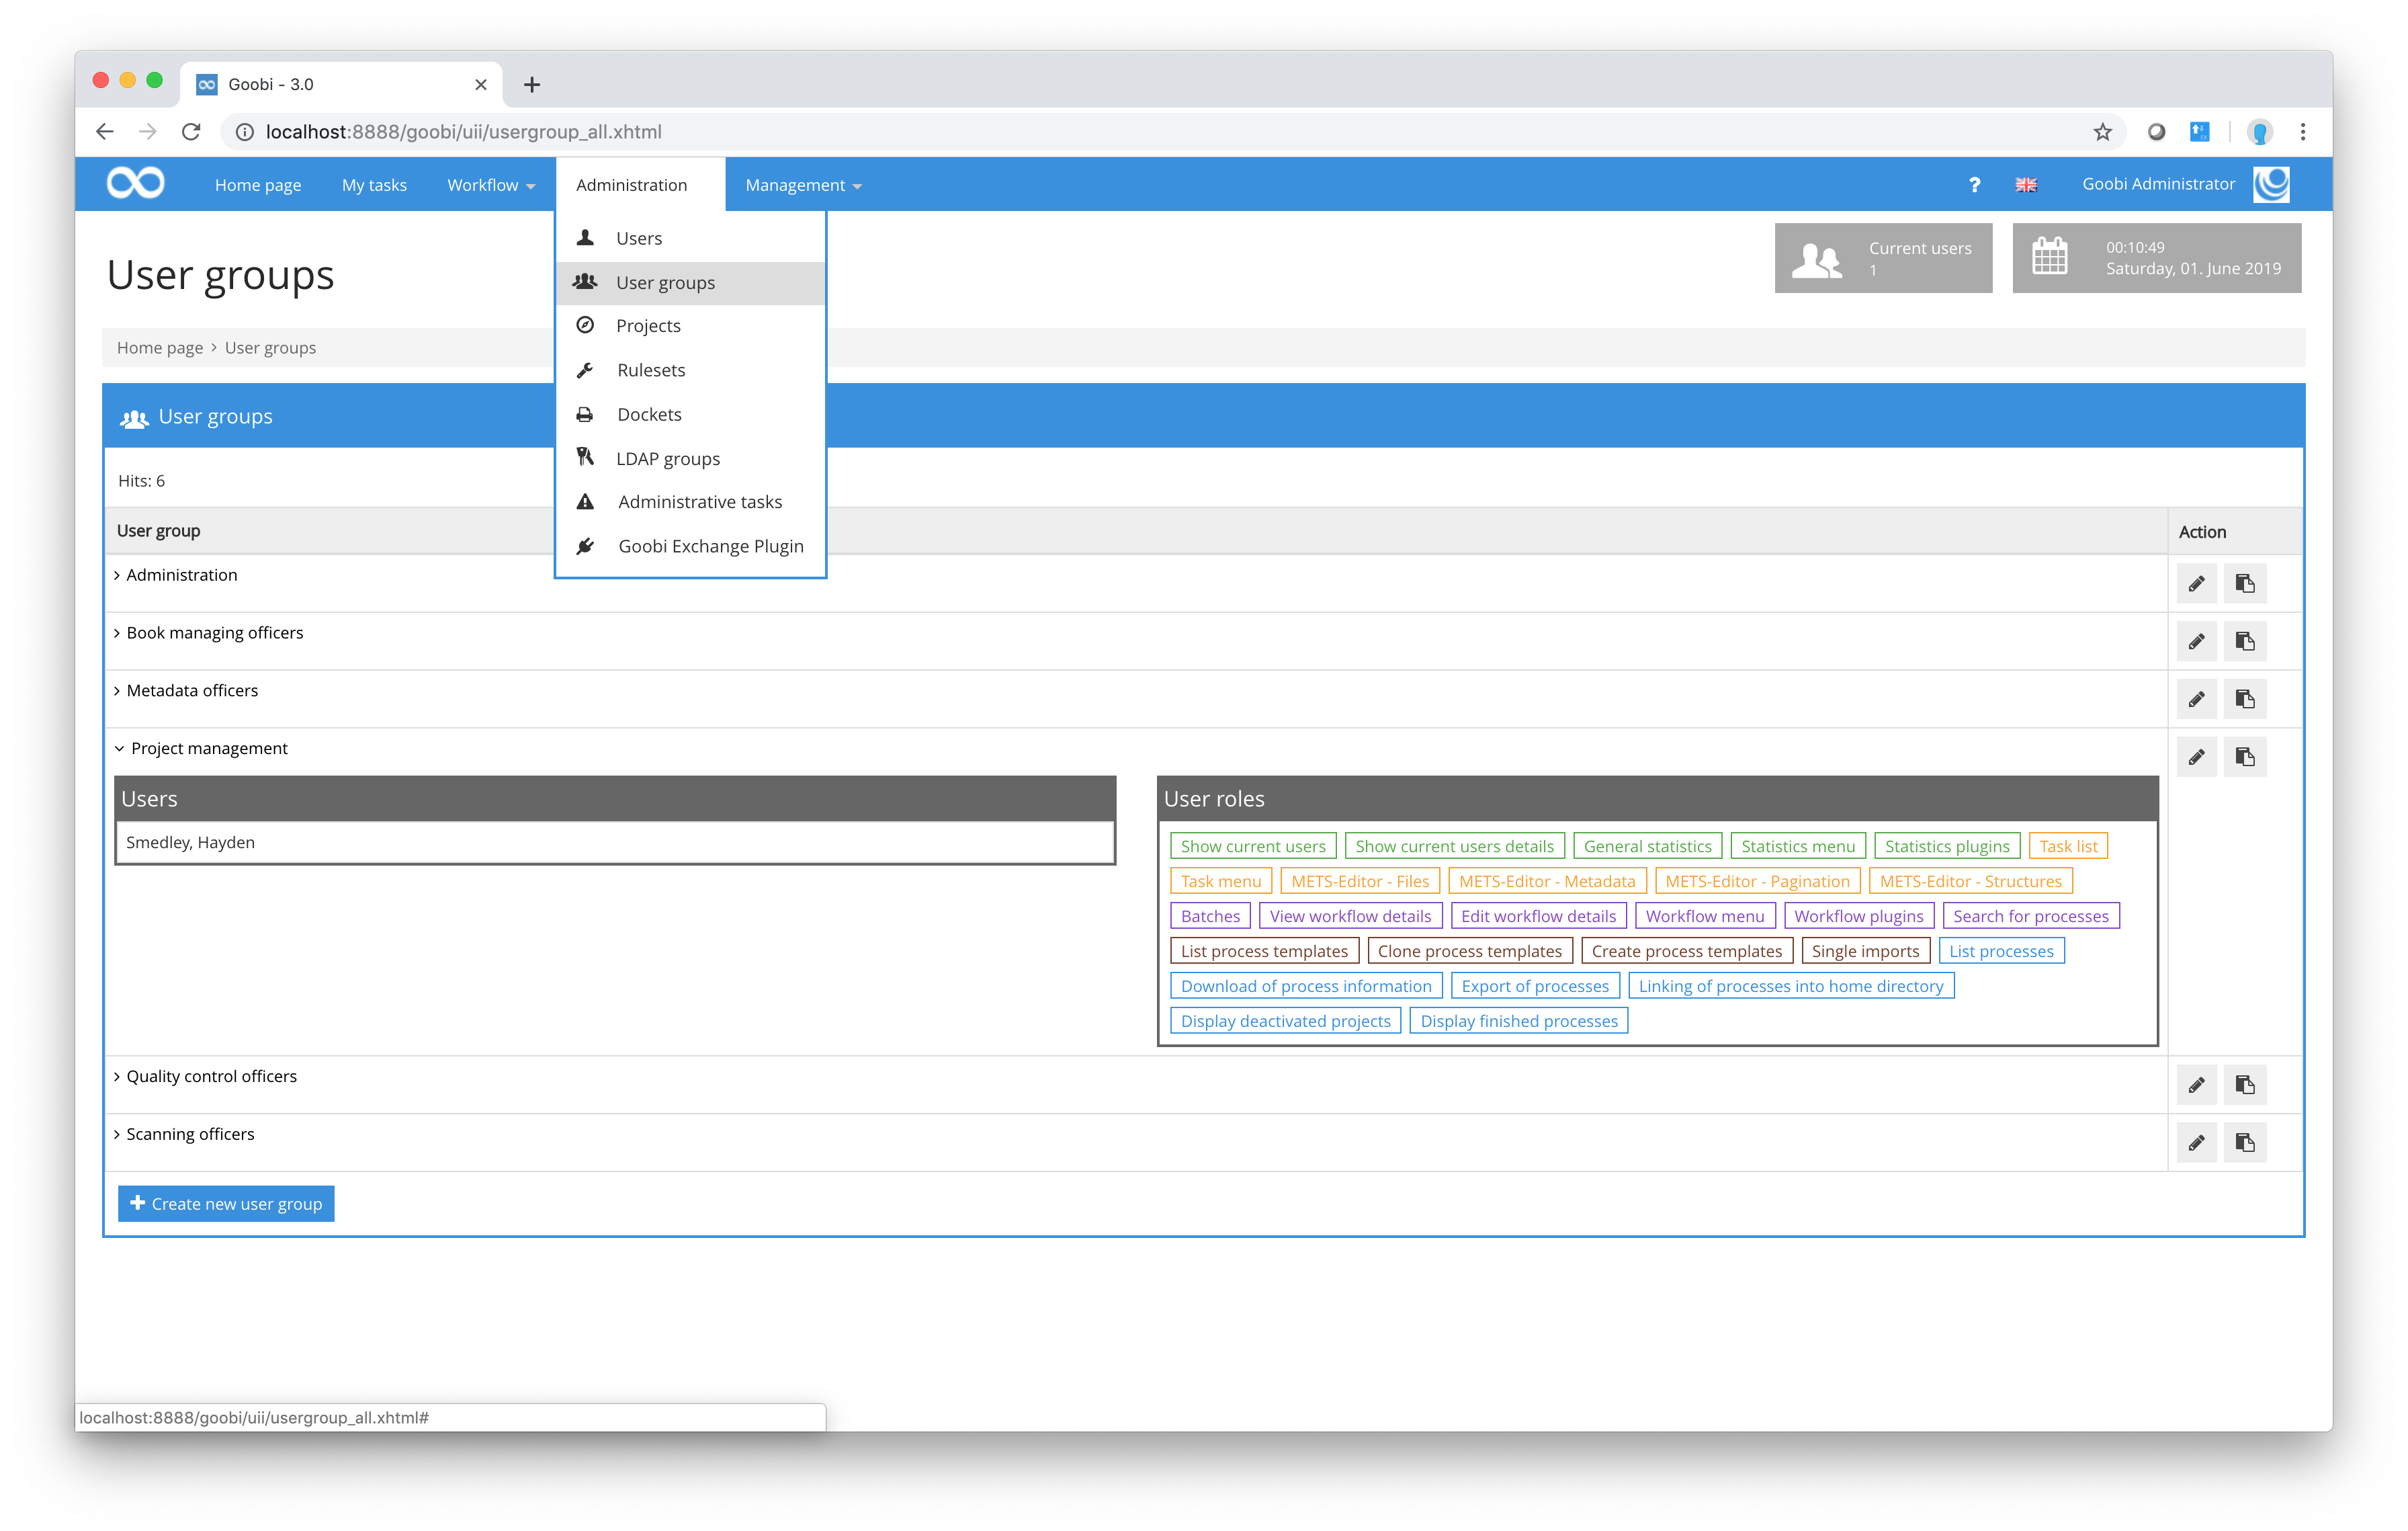 Goobi - 3.0
localhost:8888/goobi/uii/usergroup_all.xhtml
Home page My tasks Workflow Administration Management ? Goobi Administrator
Users
User groups
Projects
Rulesets
Dockets
LDAP groups
Administrative tasks
Goobi Exchange Plugin
User groups
Current users
1
00:10:49
Saturday, 01. June 2019
Home page > User groups
User groups
Hits: 6
User group Action
Administration
Book managing officers
Metadata officers
Project management
Users
Smedley, Hayden
User roles
Show current users Show current users details General statistics Statistics menu Statistics plugins Task list
Task menu METS-Editor - Files METS-Editor - Metadata METS-Editor - Pagination METS-Editor - Structures
Batches View workflow details Edit workflow details Workflow menu Workflow plugins Search for processes
List process templates Clone process templates Create process templates Single imports List processes
Download of process information Export of processes Linking of processes into home directory
Display deactivated projects Display finished processes
Quality control officers
Scanning officers
Create new user group
localhost:8888/goobi/uii/usergroup_all.xhtml#